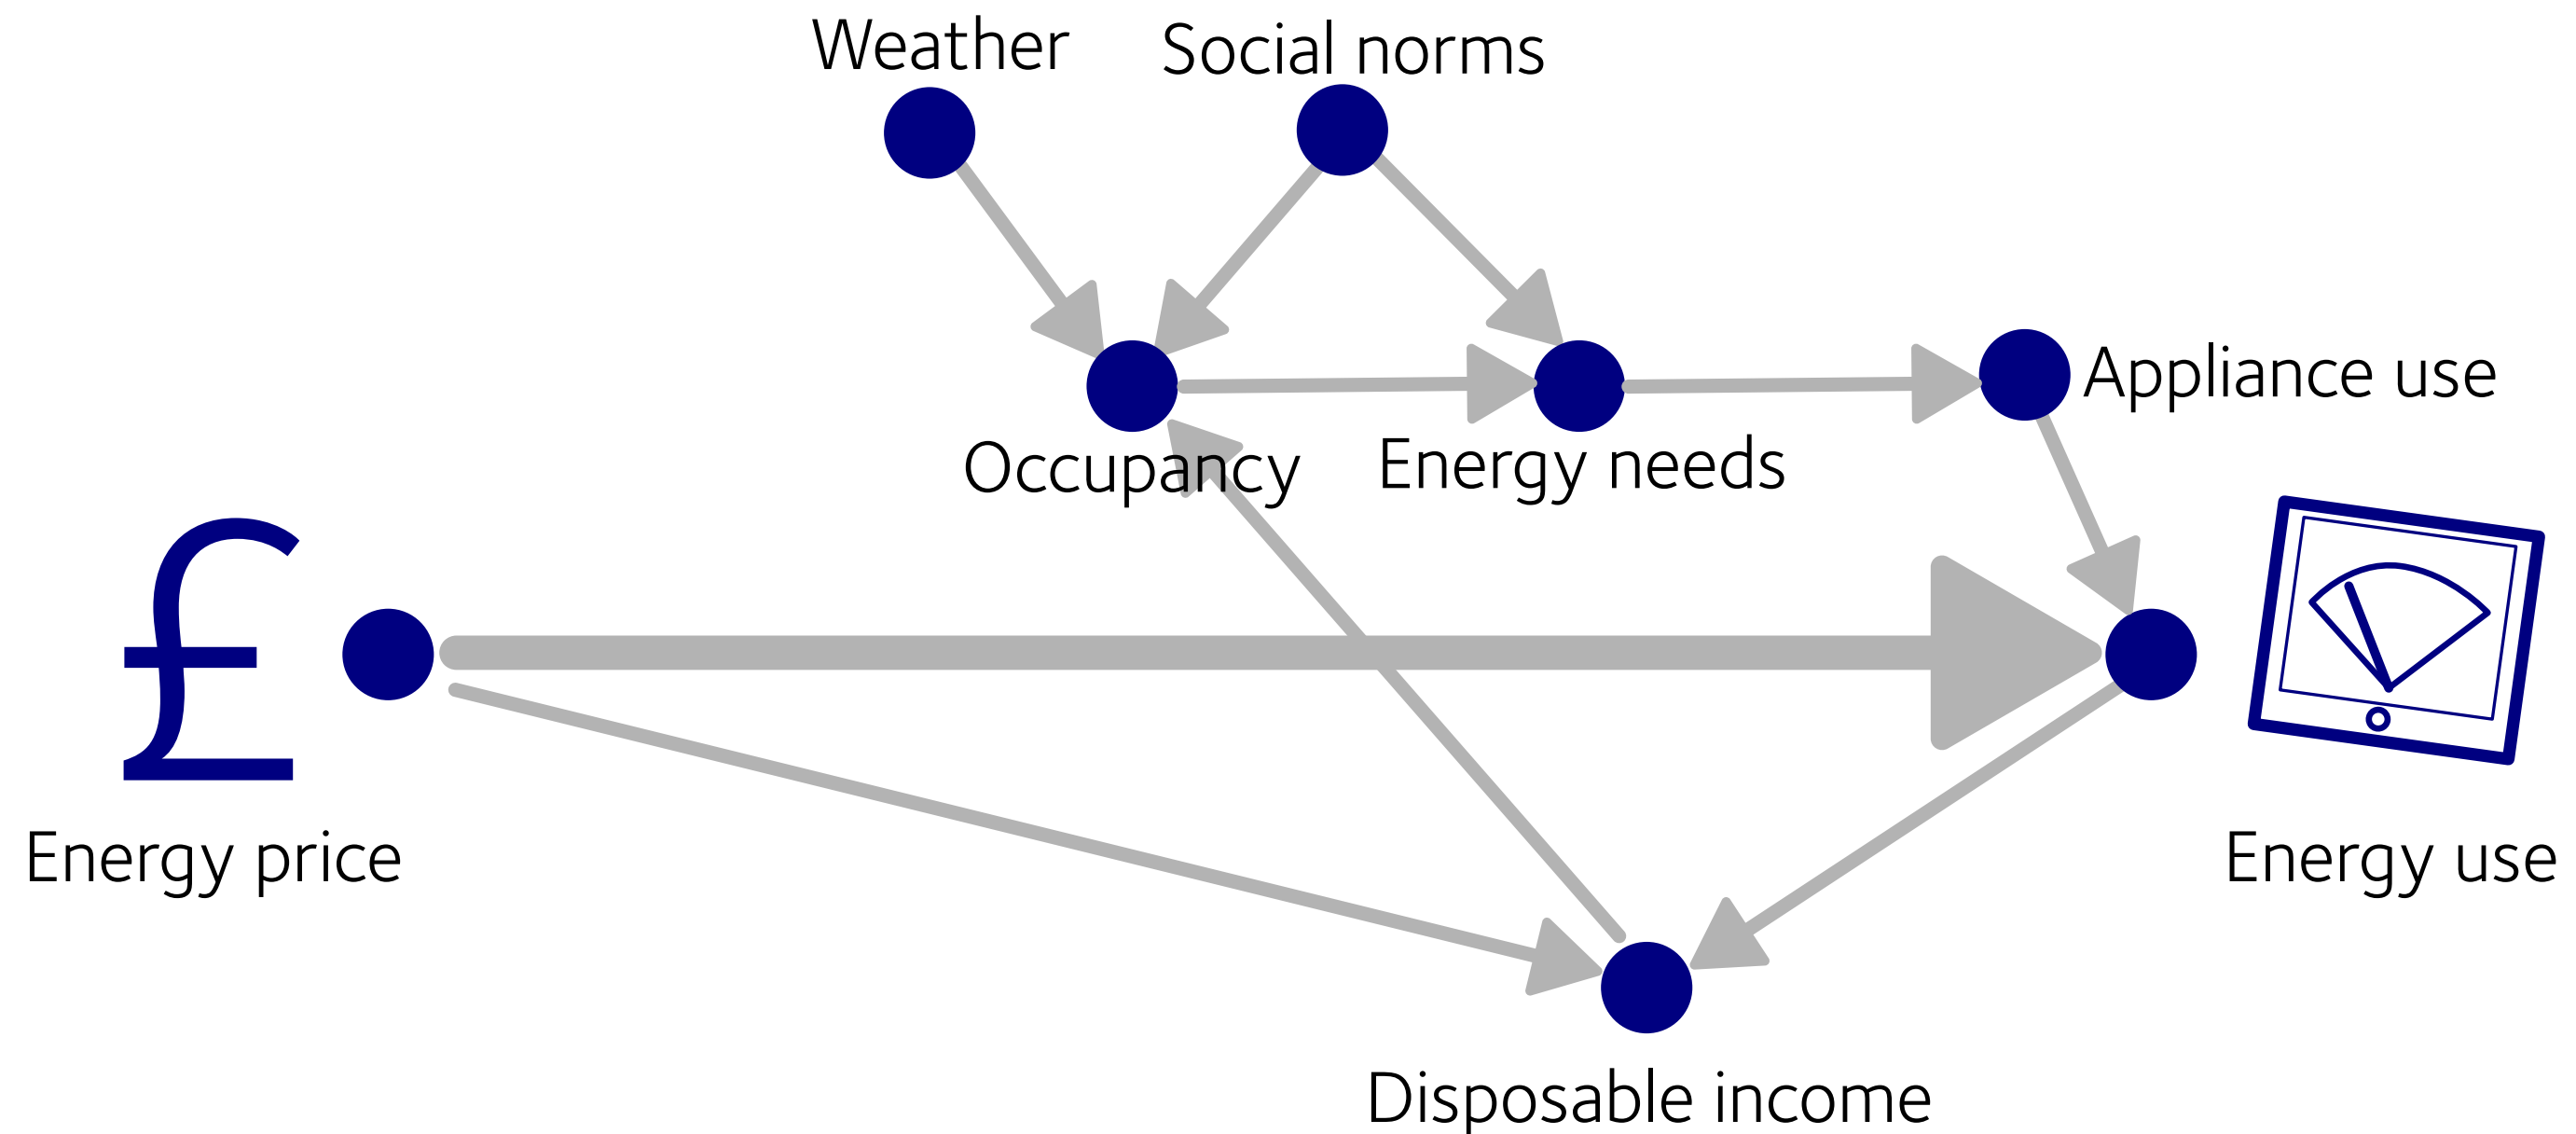 Weather
Social norms
Appliance use
Occupancy
Energy needs
£
Energy price
Energy use
Disposable income